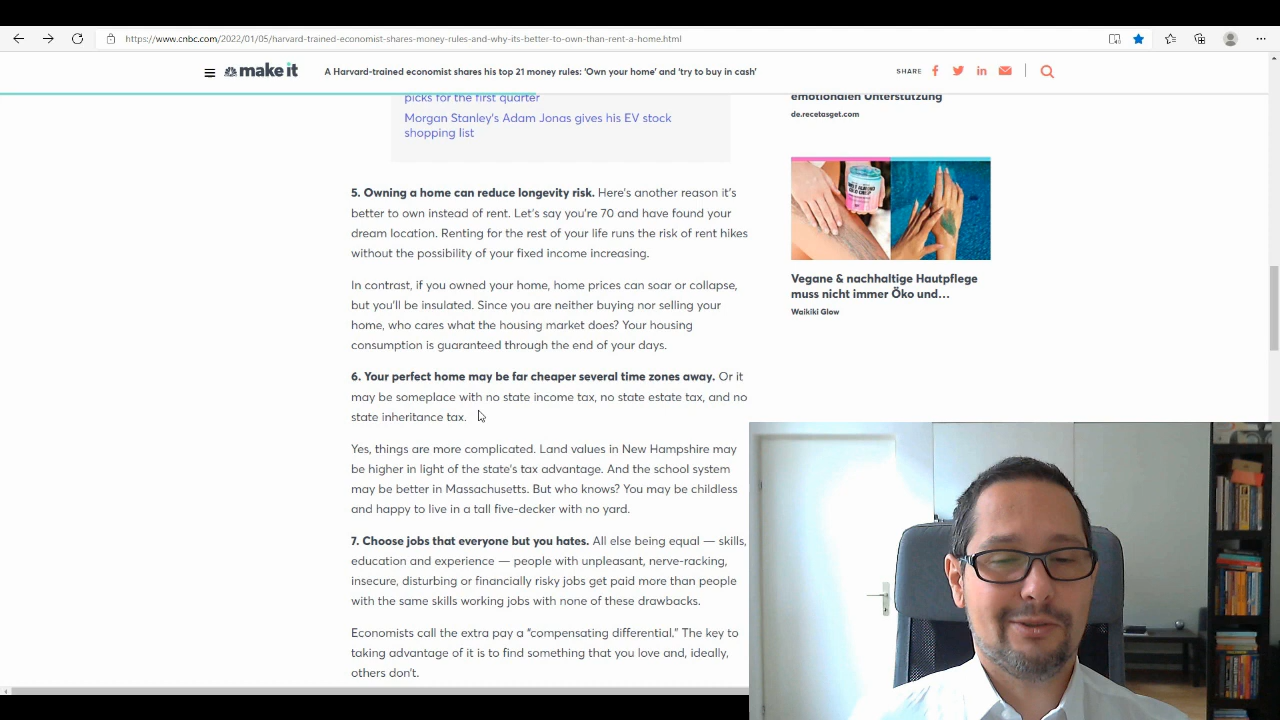 https://www.cnbc.com/2022/01/05/harvard-trained-economist-shares-money-rules-and-why-its-better-to-own-than-rent-a-home.html
make it
A Harvard-trained economist shares his top 21 money rules: 'Own your home' and 'try to buy in cash'
SHARE
picks for the first quarter
Morgan Stanley's Adam Jonas gives his EV stock
shopping list
emotionalen Unterstützung
de.recetasget.com
5. Owning a home can reduce longevity risk. Here's another reason it's
better to own instead of rent. Let's say you're 70 and have found your
dream location. Renting for the rest of your life runs the risk of rent hikes
without the possibility of your fixed income increasing.
In contrast, if you owned your home, home prices can soar or collapse,
but you'll be insulated. Since you are neither buying nor selling your
home, who cares what the housing market does? Your housing
consumption is guaranteed through the end of your days.
Vegane & nachhaltige Hautpflege
muss nicht immer Öko und…
Waikiki Glow
6. Your perfect home may be far cheaper several time zones away. Or it
may be someplace with no state income tax, no state estate tax, and no
state inheritance tax.
Yes, things are more complicated. Land values in New Hampshire may
be higher in light of the state's tax advantage. And the school system
may be better in Massachusetts. But who knows? You may be childless
and happy to live in a tall five-decker with no yard.
7. Choose jobs that everyone but you hates. All else being equal — skills,
education and experience — people with unpleasant, nerve-racking,
insecure, disturbing or financially risky jobs get paid more than people
with the same skills working jobs with none of these drawbacks.
Economists call the extra pay a "compensating differential." The key to
taking advantage of it is to find something that you love and, ideally,
others don't.